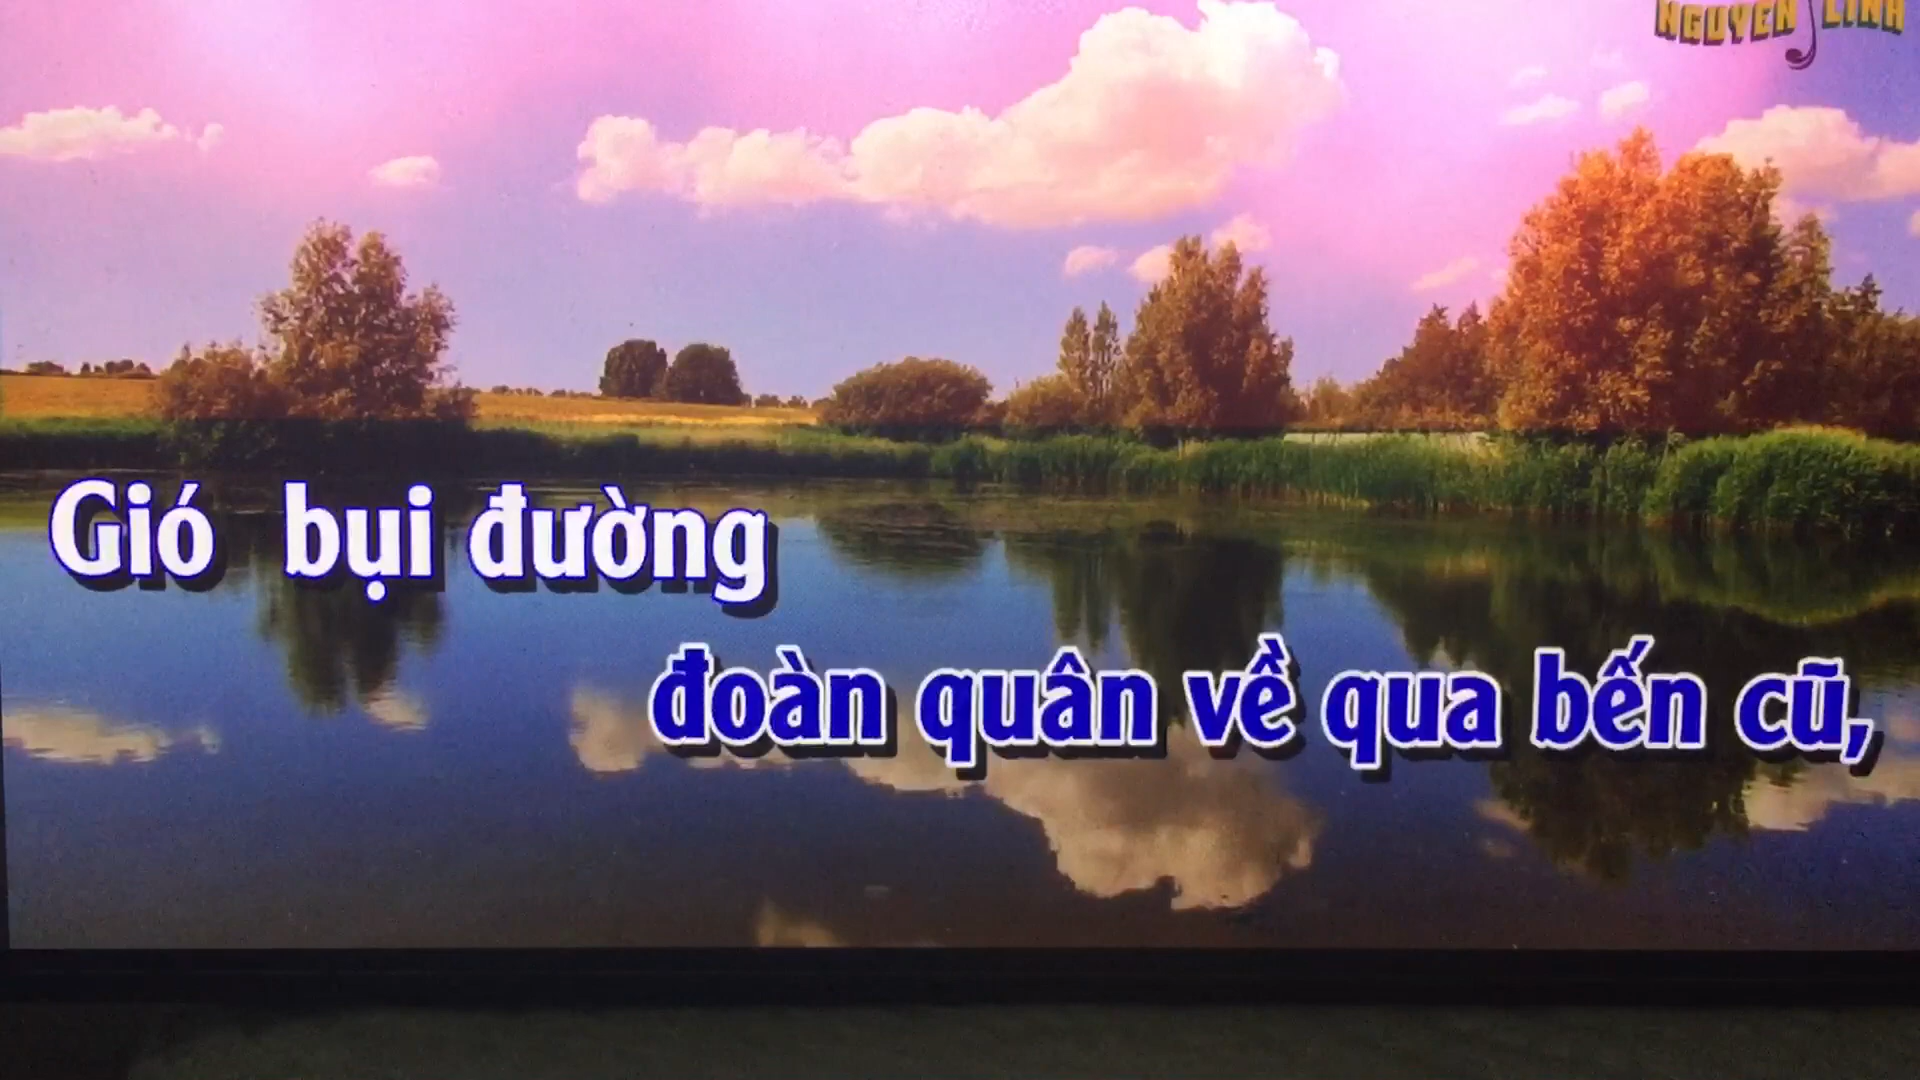 NGUYEN LINH
Gió bụi đường
đoàn quân về qua bến cũ,